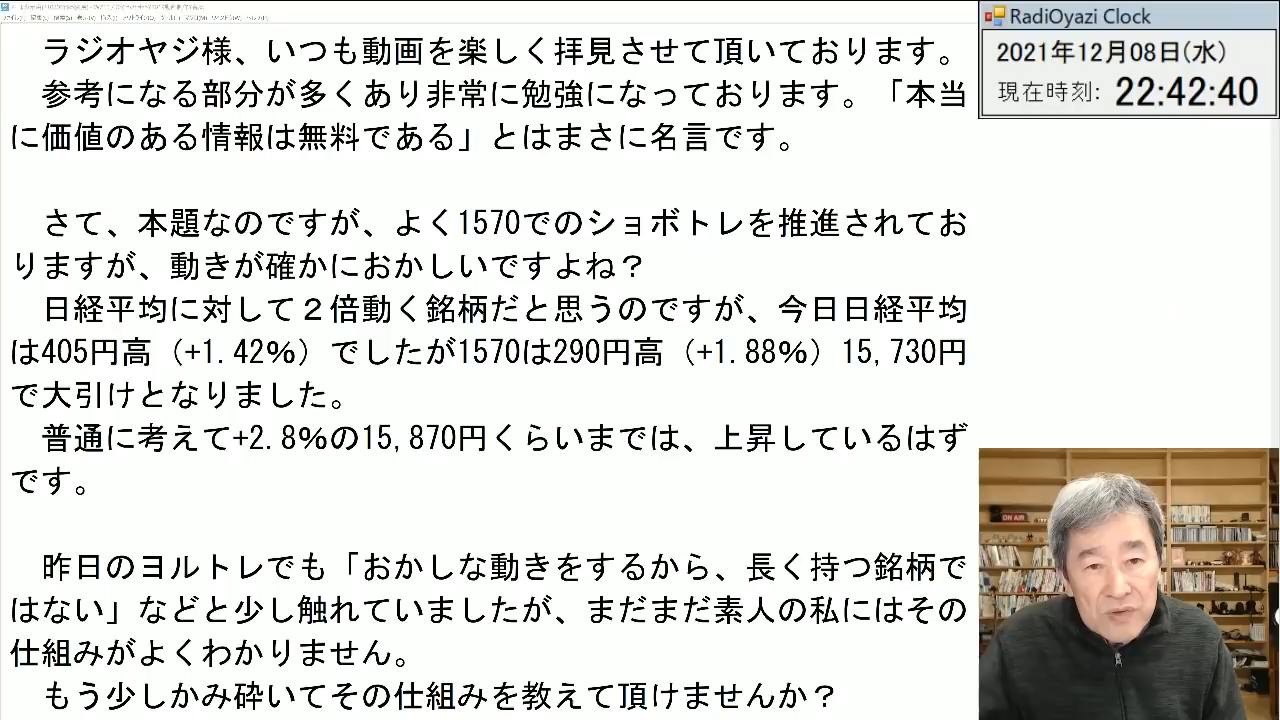 RadiOyazi Clock
2021年12月08日(水)
現在時刻: 22:42:40
　ラジオヤジ様、いつも動画を楽しく拝見させて頂いております。
　参考になる部分が多くあり非常に勉強になっております。「本当
に価値のある情報は無料である」とはまさに名言です。
　さて、本題なのですが、よく1570でのショボトレを推進されてお
りますが、動きが確かにおかしいですよね？
　日経平均に対して２倍動く銘柄だと思うのですが、今日日経平均
は405円高（+1.42％）でしたが1570は290円高（+1.88％）15,730円
で大引けとなりました。
　普通に考えて+2.8％の15,870円くらいまでは、上昇しているはず
です。
　昨日のヨルトレでも「おかしな動きをするから、長く持つ銘柄で
はない」などと少し触れていましたが、まだまだ素人の私にはその
仕組みがよくわかりません。
　もう少しかみ砕いてその仕組みを教えて頂けませんか？
ON AIR